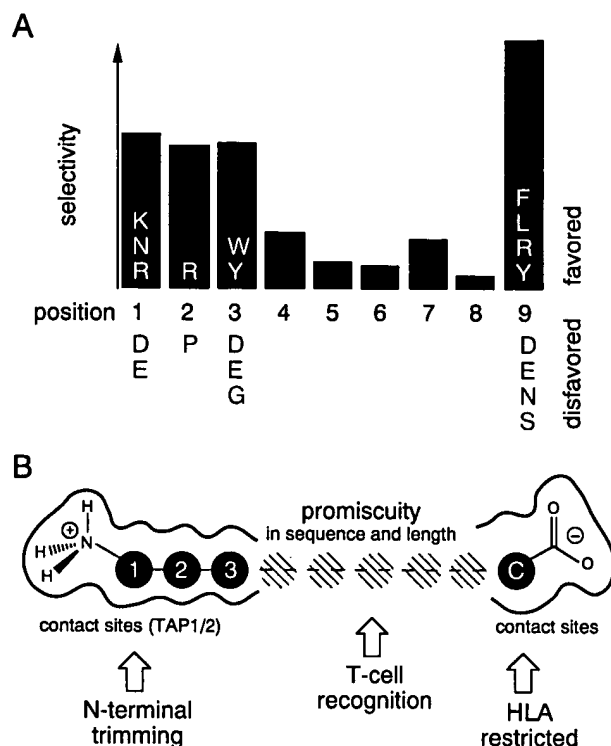 A
selectivity
K
N
R
R
W
Y
F
L
R
Y
favored
position 1 2 3 4 5 6 7 8 9
D
E
P
D
E
G
D
E
N
S
disfavored
B
H
H
H
N
+
1 2 3
promiscuity
in sequence and length
C
O
O
−
contact sites (TAP1/2)
contact sites
N-terminal
trimming
T-cell
recognition
HLA
restricted